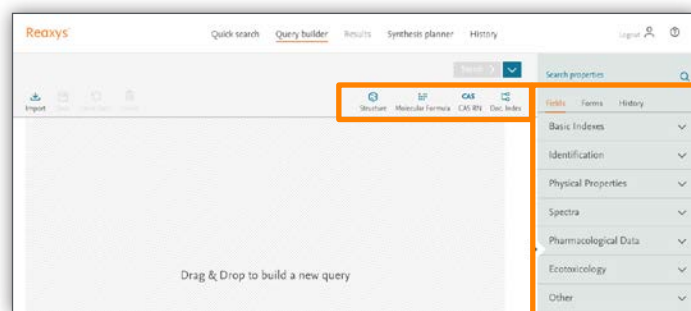 Reaxys
Quick search Query builder Results Synthesis planner History Logout
Search properties
Import
Structure Molecular Formula CAS CAS RN Doc. Index
Fields Forms History
Basic Indexes
Identification
Physical Properties
Spectra
Drag & Drop to build a new query
Pharmacological Data
Ecotoxicology
Other